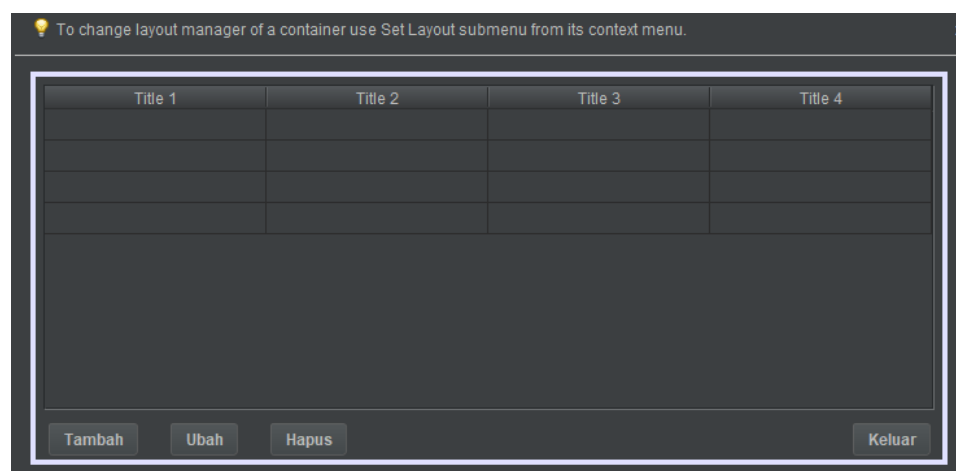 To change layout manager of a container use Set Layout submenu from its context menu.
Title 1 Title 2 Title 3 Title 4
Tambah Ubah Hapus Keluar